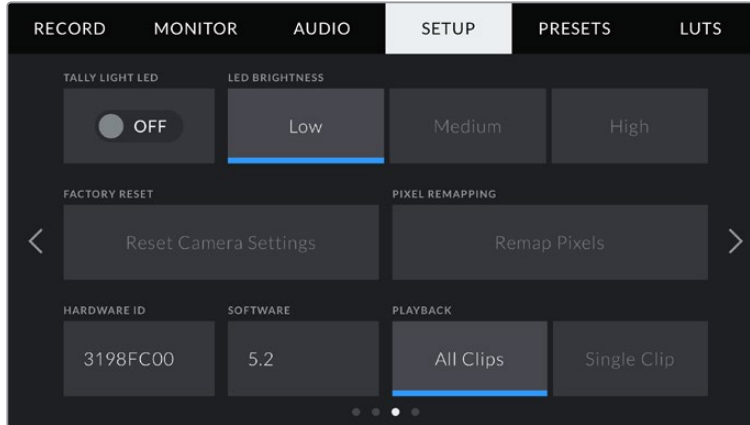 RECORD MONITOR AUDIO SETUP PRESETS LUTS
TALLY LIGHT LED LED BRIGHTNESS
OFF Low Medium High
FACTORY RESET PIXEL REMAPPING
Reset Camera Settings Remap Pixels
HARDWARE ID SOFTWARE PLAYBACK
3198FC00 5.2 All Clips Single Clip